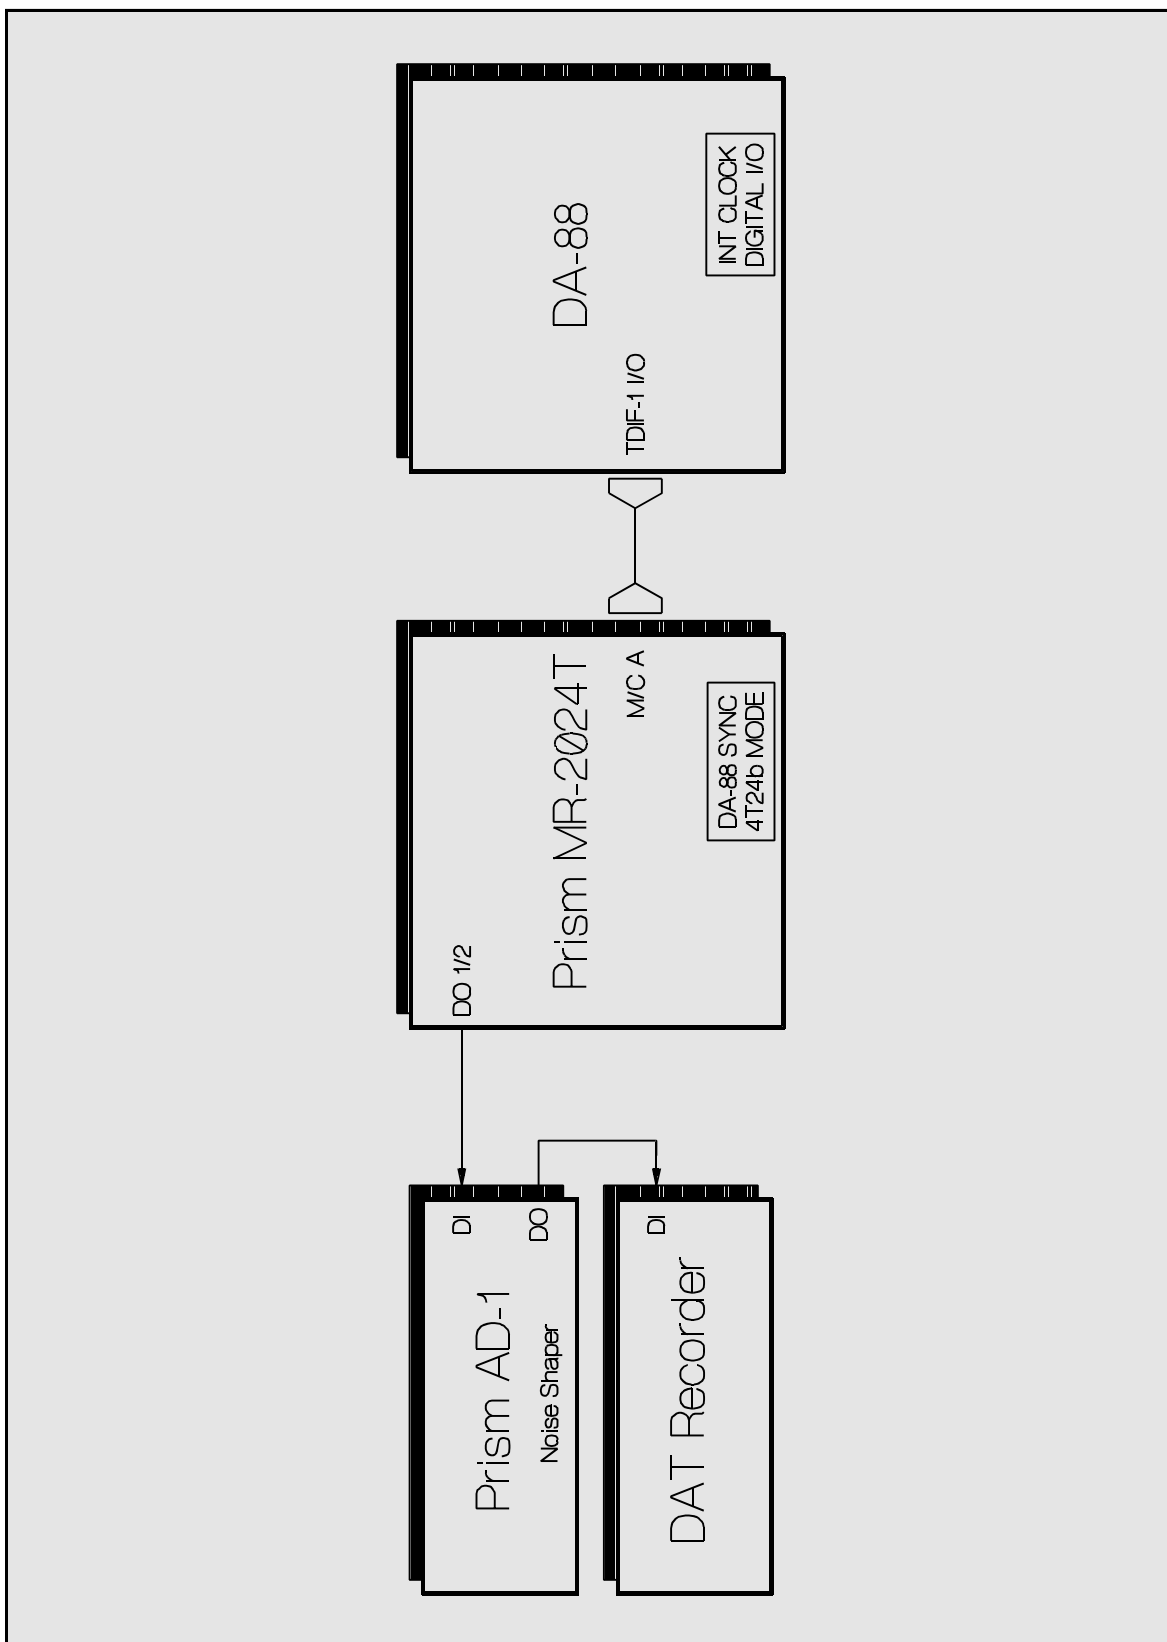 DA-88
TDIF-1 I/O
INT CLOCK
DIGITAL I/O
DO 1/2
Prism MR-2024T
M/C A
DA-88 SYNC
4T24b MODE
DI
Prism AD-1
DO
Noise Shaper
DI
DAT Recorder